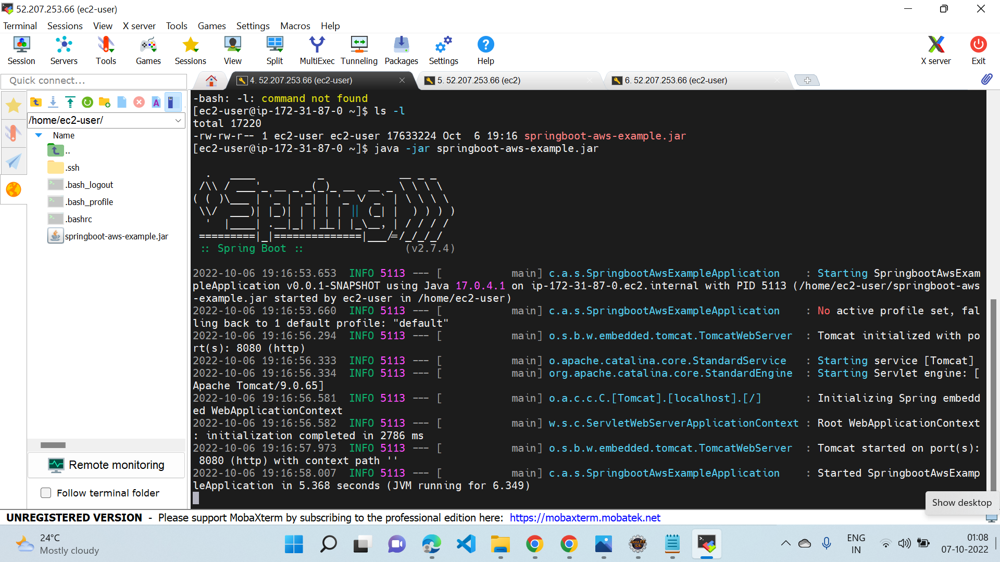 52.207.253.66 (ec2-user)
Terminal Sessions View X server Tools Games Settings Macros Help
Session Servers Tools Games Sessions View Split MultiExec Tunneling Packages Settings Help X server Exit
Quick connect...
4. 52.207.253.66 (ec2-user)
5. 52.207.253.66 (ec2)
6. 52.207.253.66 (ec2-user)
/home/ec2-user/
Name
..
.ssh
.bash_logout
.bash_profile
.bashrc
springboot-aws-example.jar
Remote monitoring
Follow terminal folder
-bash: -l: command not found
[ec2-user@ip-172-31-87-0 ~]$ ls -l
total 17220
-rw-rw-r-- 1 ec2-user ec2-user 17633224 Oct  6 19:16 springboot-aws-example.jar
[ec2-user@ip-172-31-87-0 ~]$ java -jar springboot-aws-example.jar
Spring
:: Spring Boot ::                (v2.7.4)
2022-10-06 19:16:53.653  INFO 5113 --- [           main] c.a.s.SpringbootAwsExampleApplication    : Starting SpringbootAwsExam
pleApplication v0.0.1-SNAPSHOT using Java 17.0.4.1 on ip-172-31-87-0.ec2.internal with PID 5113 (/home/ec2-user/springboot-aws
-example.jar started by ec2-user in /home/ec2-user)
2022-10-06 19:16:53.660  INFO 5113 --- [           main] c.a.s.SpringbootAwsExampleApplication    : No active profile set, fal
ling back to 1 default profile: "default"
2022-10-06 19:16:56.294  INFO 5113 --- [           main] o.s.b.w.embedded.tomcat.TomcatWebServer  : Tomcat initialized with po
rt(s): 8080 (http)
2022-10-06 19:16:56.333  INFO 5113 --- [           main] o.apache.catalina.core.StandardService   : Starting service [Tomcat]
2022-10-06 19:16:56.334  INFO 5113 --- [           main] org.apache.catalina.core.StandardEngine  : Starting Servlet engine: [
Apache Tomcat/9.0.65]
2022-10-06 19:16:56.581  INFO 5113 --- [           main] o.a.c.c.C.[Tomcat].[localhost].[/]       : Initializing Spring embedd
ed WebApplicationContext
2022-10-06 19:16:56.582  INFO 5113 --- [           main] w.s.c.ServletWebServerApplicationContext : Root WebApplicationContext
: initialization completed in 2786 ms
2022-10-06 19:16:57.973  INFO 5113 --- [           main] o.s.b.w.embedded.tomcat.TomcatWebServer  : Tomcat started on port(s):
 8080 (http) with context path ''
2022-10-06 19:16:58.007  INFO 5113 --- [           main] c.a.s.SpringbootAwsExampleApplication    : Started SpringbootAwsExamp
leApplication in 5.368 seconds (JVM running for 6.349)
Show desktop
UNREGISTERED VERSION - Please support MobaXterm by subscribing to the professional edition here: https://mobaxterm.mobatek.net
24°C
Mostly cloudy
ENG
IN
01:08
07-10-2022